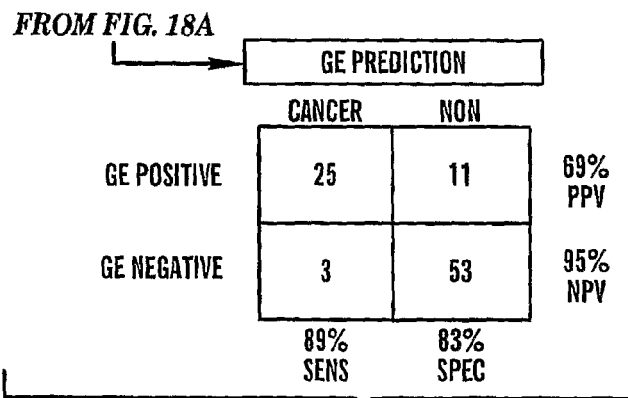 FROM FIG. 18A
GE PREDICTION
CANCER NON
GE POSITIVE 25 11 69% PPV
GE NEGATIVE 3 53 95% NPV
89% SENS 83% SPEC